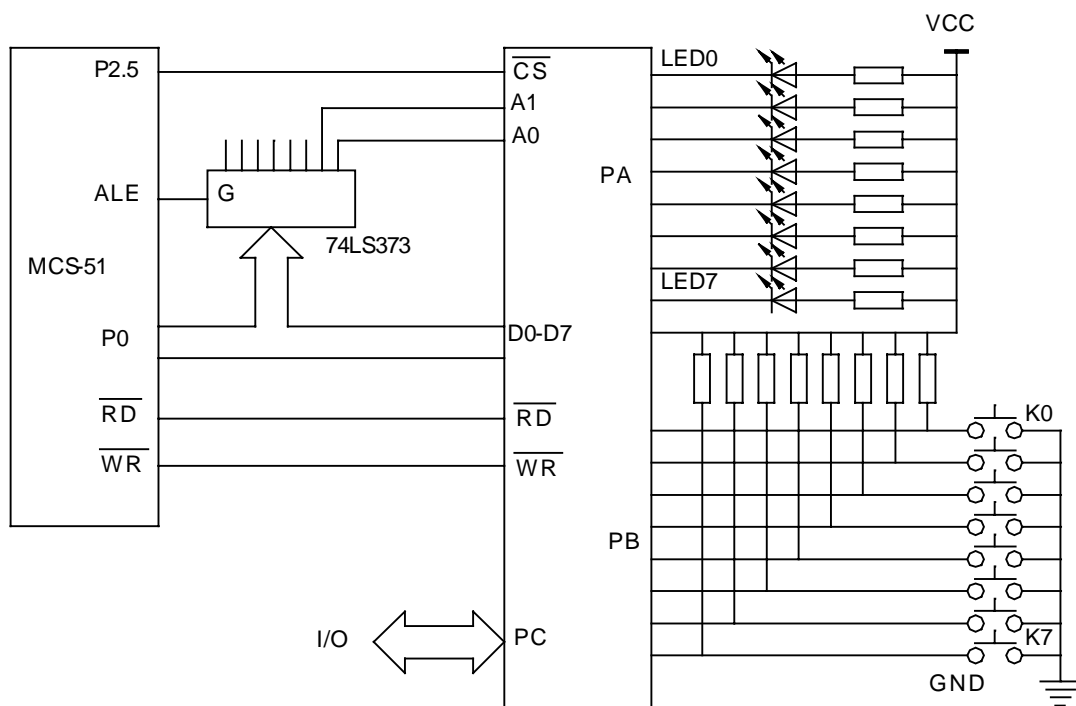 VCC
P2.5
CS
LED0
A1
A0
PA
ALE
G
74LS373
MCS-51
LED7
P0
D0-D7
RD
RD
K0
WR
WR
PB
I/O
PC
K7
GND